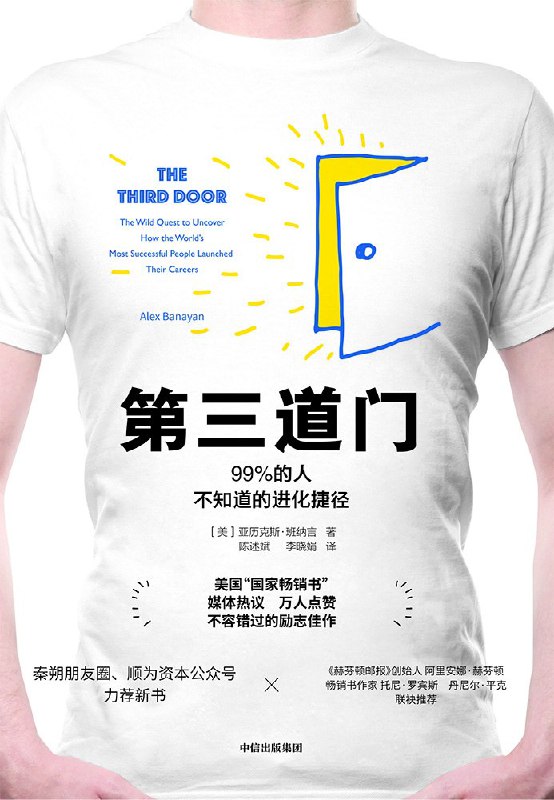 THE
THIRD DOOR
The Wild Quest to Uncover
How the World's
Most Successful People Launched
Their Careers
Alex Banayan
第三道门
99%的人
不知道的进化捷径
[美] 亚历克斯·班纳言 著
陈述斌 李晓娟 译
美国“国家畅销书”
媒体热议 万人点赞
不容错过的励志佳作
秦朔朋友圈、顺为资本公众号
力荐新书
×
《赫芬顿邮报》创始人 阿里安娜·赫芬顿
畅销书作家 托尼·罗宾斯 丹尼尔·平克
联袂推荐
中信出版集团